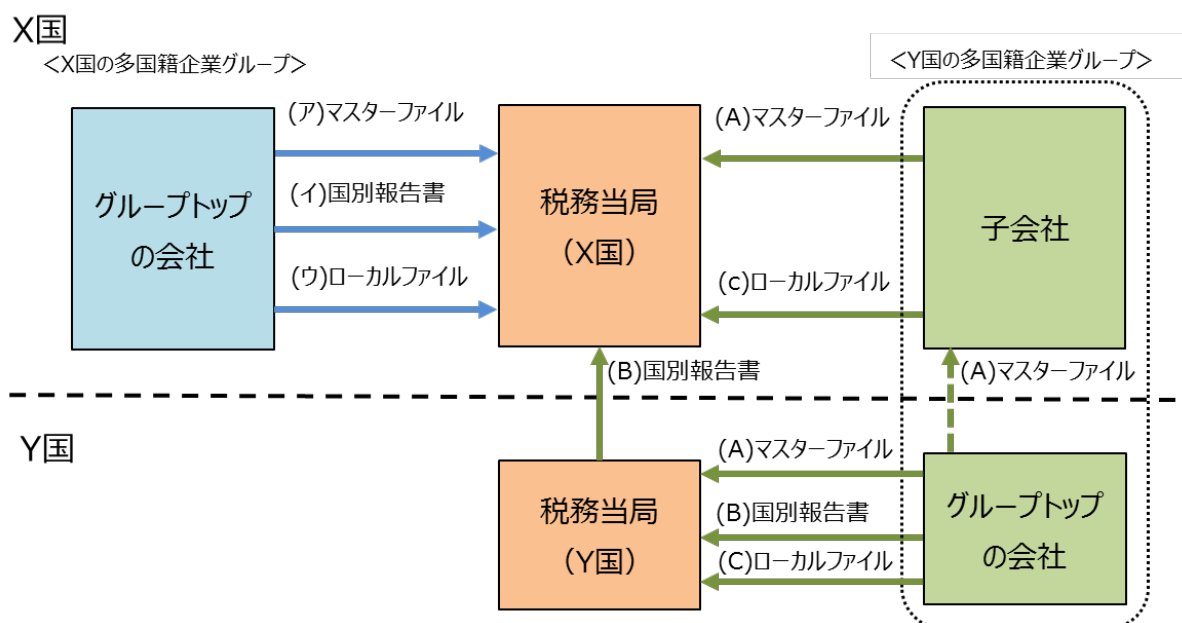 X国
<X国の多国籍企業グループ>
<Y国の多国籍企業グループ>
グループトップ
の会社
(ア)マスターファイル
(イ)国別報告書
(ウ)ローカルファイル
税務当局
(X国)
(A)マスターファイル
(c)ローカルファイル
子会社
(B)国別報告書
(A)マスターファイル
Y国
税務当局
(Y国)
(A)マスターファイル
(B)国別報告書
(C)ローカルファイル
グループトップ
の会社